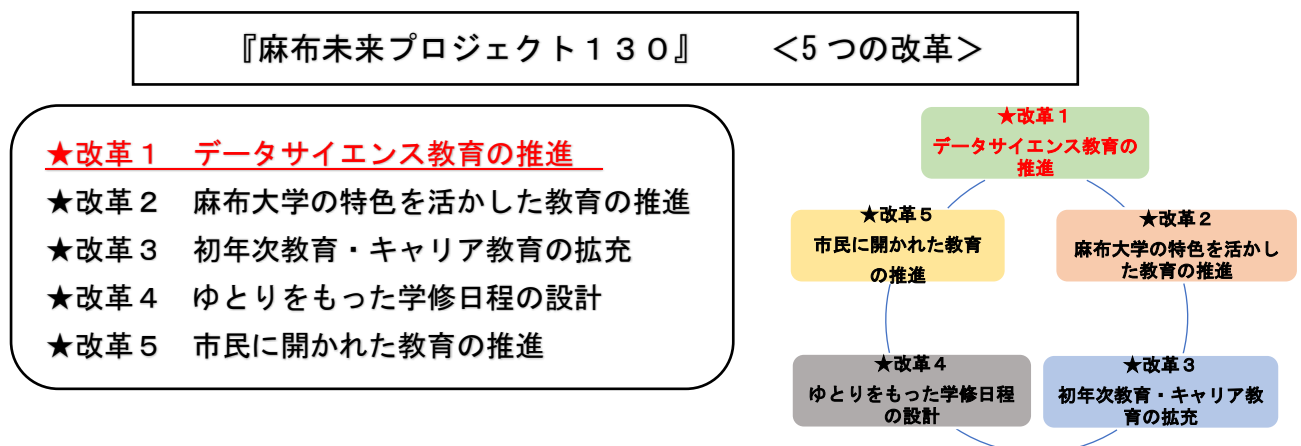 『麻布未来プロジェクト１３０』　　＜5 つの改革＞
★改革１　データサイエンス教育の推進
★改革２　麻布大学の特色を活かした教育の推進
★改革３　初年次教育・キャリア教育の拡充
★改革４　ゆとりをもった学修日程の設計
★改革５　市民に開かれた教育の推進
★改革１
データサイエンス教育の
推進
★改革５
市民に開かれた教育
の推進
★改革２
麻布大学の特色を活かし
た教育の推進
★改革４
ゆとりをもった学修日程
の設計
★改革３
初年次教育・キャリア教
育の拡充